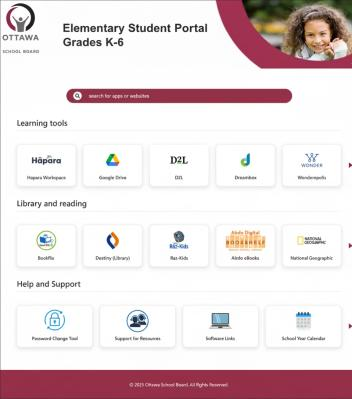 OTTAWA
SCHOOL BOARD
Elementary Student Portal
Grades K-6
search for apps or websites
Learning tools
Hāpara
D2L
WONDER
Hapara Workspace
Google Drive
D2L
Dreambox
Wonderopolis
Library and reading
Raz-Kids
Airdo Digital
BOOKSHELF
NATIONAL
GEOGRAPHIC
Bookflix
Destiny (Library)
Raz-Kids
Airdo eBooks
National Geographic
Help and Support
Password Change Tool
Support for Resources
Software Links
School Year Calendar
© 2025 Ottawa School Board. All Rights Reserved.